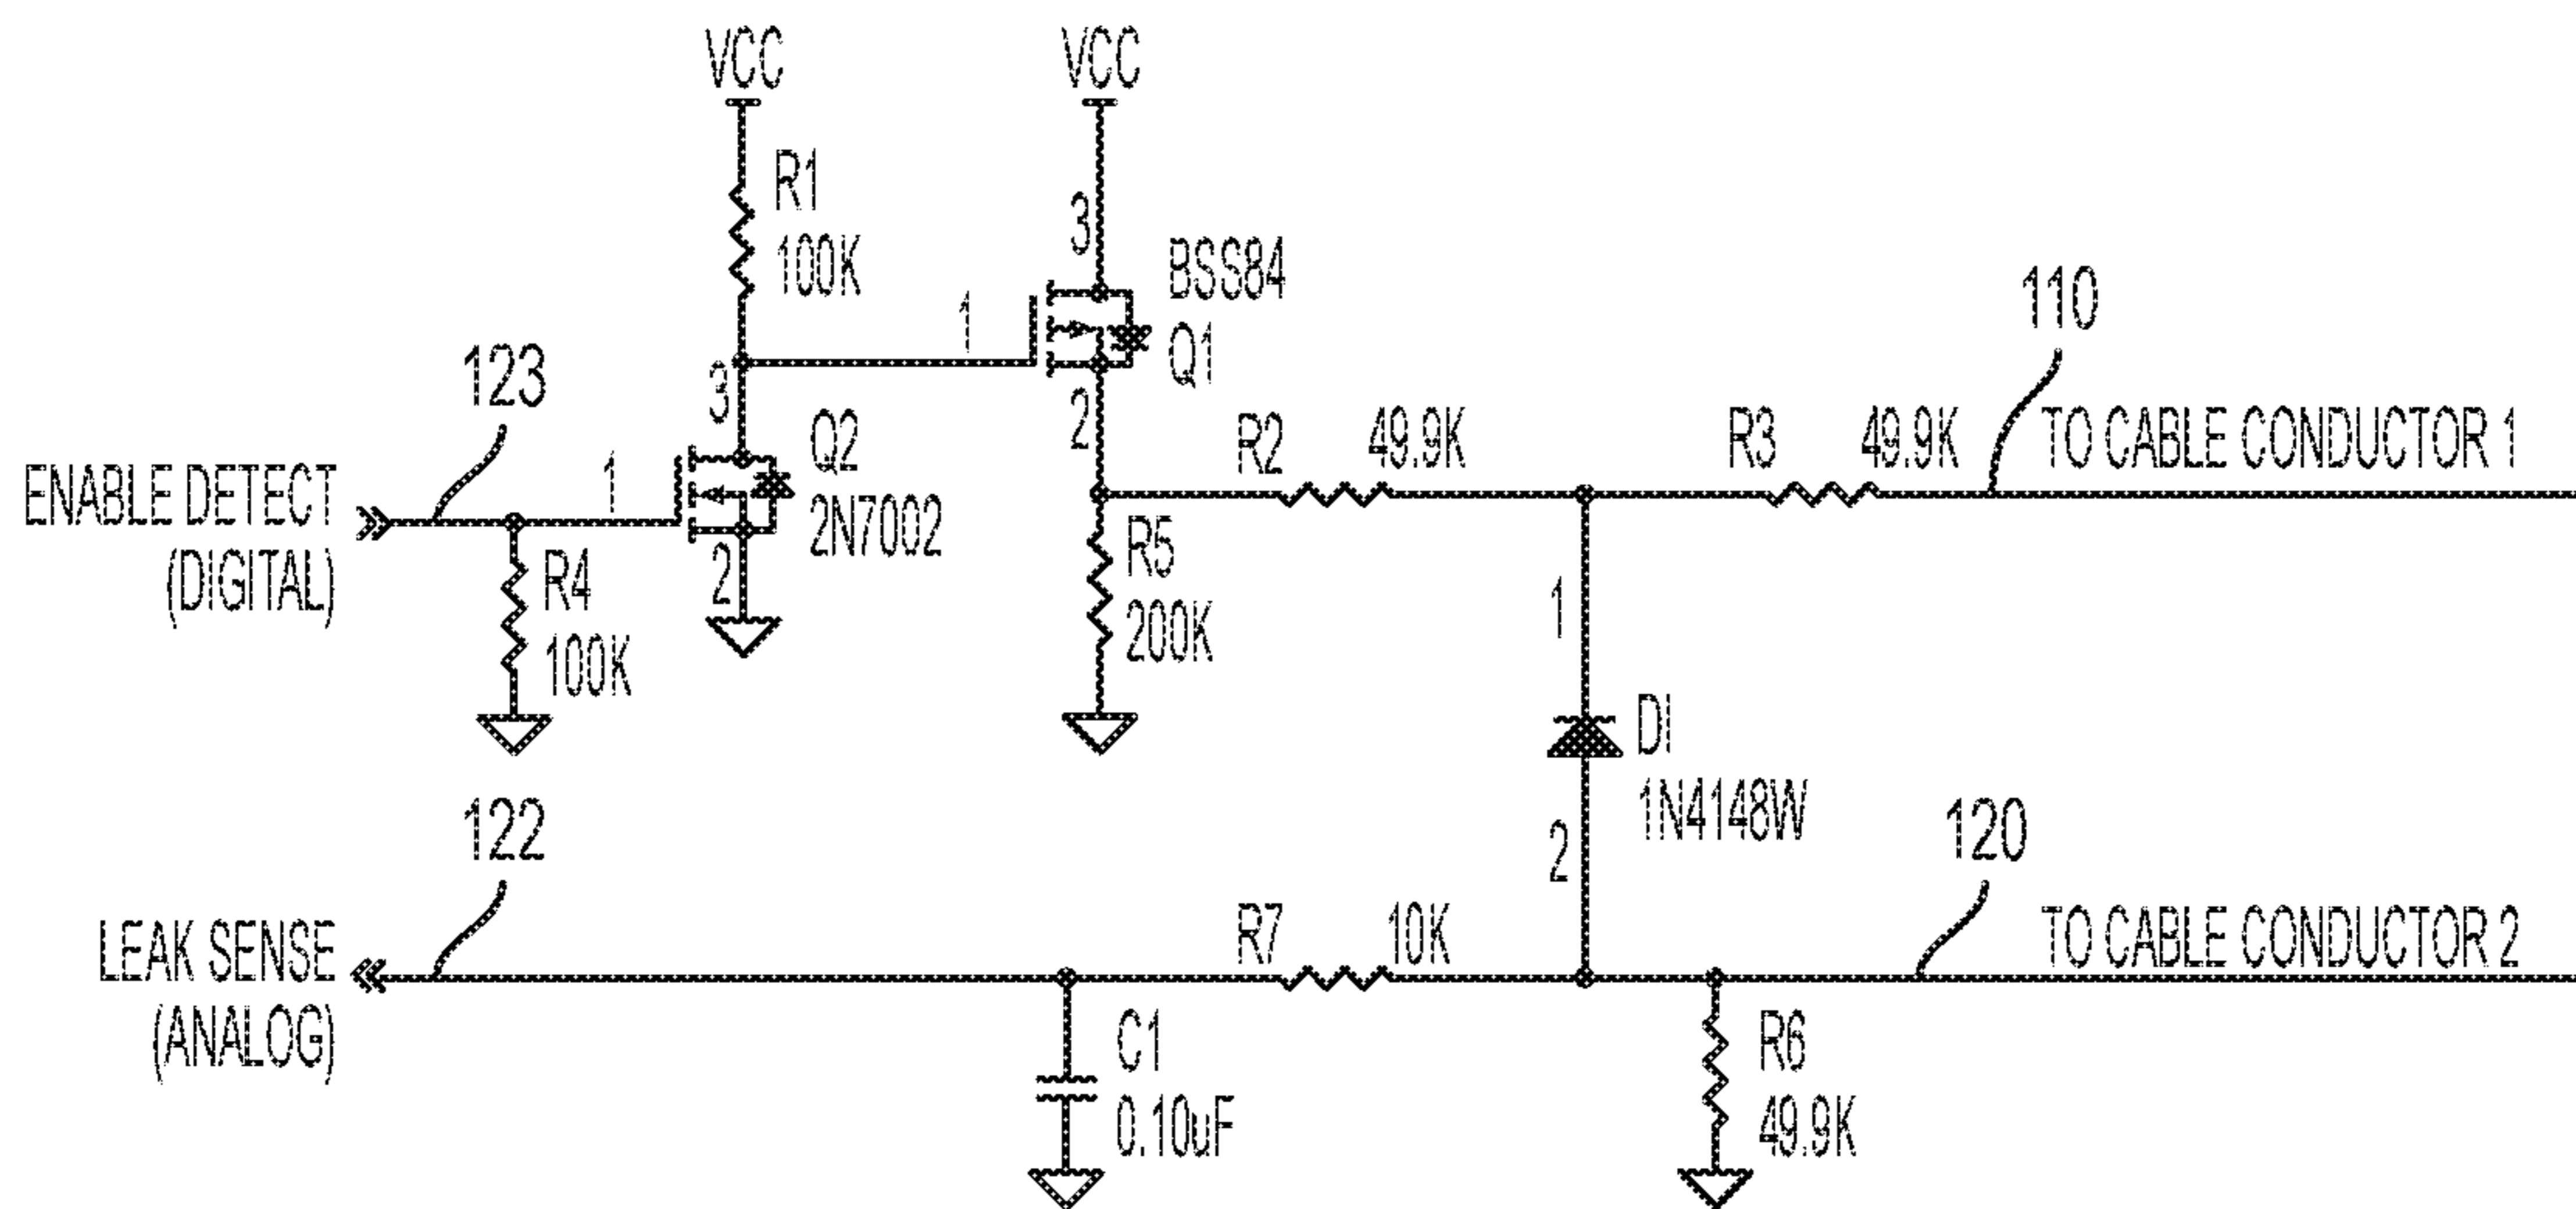 VCC
VCC
R1
100K
3
BSS84
Q1
1
2
110
123
3
Q2
2N7002
1
2
R2
49.9K
R3
49.9K
TO CABLE CONDUCTOR 1
ENABLE DETECT
(DIGITAL)
R4
100K
R5
200K
1
DI
1N4148W
2
122
120
LEAK SENSE
(ANALOG)
R7
10K
TO CABLE CONDUCTOR 2
C1
0.10uF
R6
49.9K